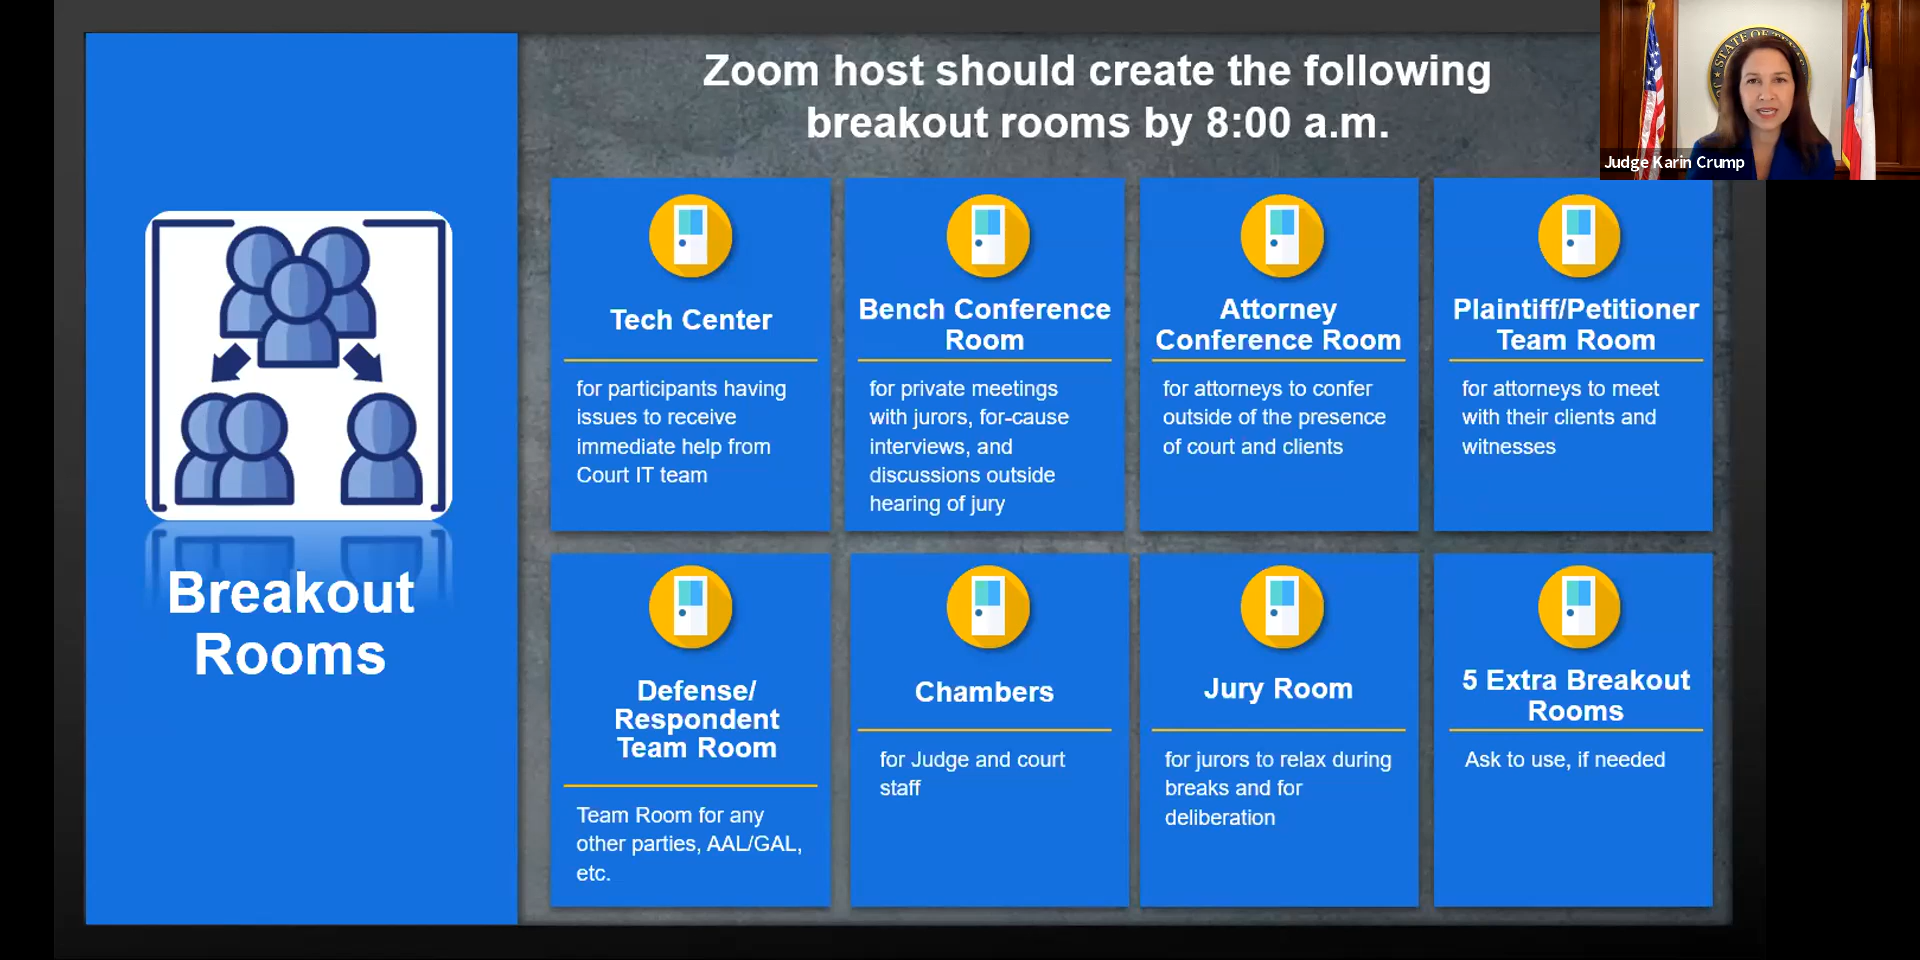 Zoom host should create the following
breakout rooms by 8:00 a.m.
Judge Karin Crump
STATE OF TEXAS
Breakout
Rooms
Tech Center
for participants having
issues to receive
immediate help from
Court IT team
Bench Conference
Room
for private meetings
with jurors, for-cause
interviews, and
discussions outside
hearing of jury
Attorney
Conference Room
for attorneys to confer
outside of the presence
of court and clients
Plaintiff/Petitioner
Team Room
for attorneys to meet
with their clients and
witnesses
Defense/
Respondent
Team Room
Team Room for any
other parties, AAL/GAL,
etc.
Chambers
for Judge and court
staff
Jury Room
for jurors to relax during
breaks and for
deliberation
5 Extra Breakout
Rooms
Ask to use, if needed